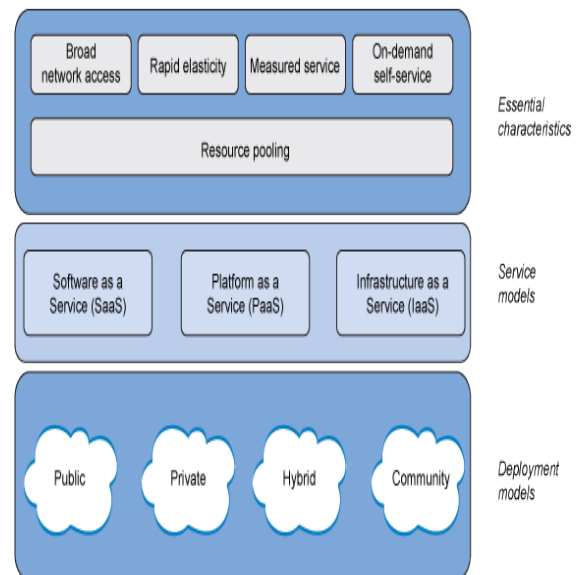 Broad
network access
Rapid elasticity
Measured service
On-demand
self-service
Resource pooling
Essential
characteristics
Software as a
Service (SaaS)
Platform as a
Service (PaaS)
Infrastructure as a
Service (IaaS)
Service
models
Public
Private
Hybrid
Community
Deployment
models